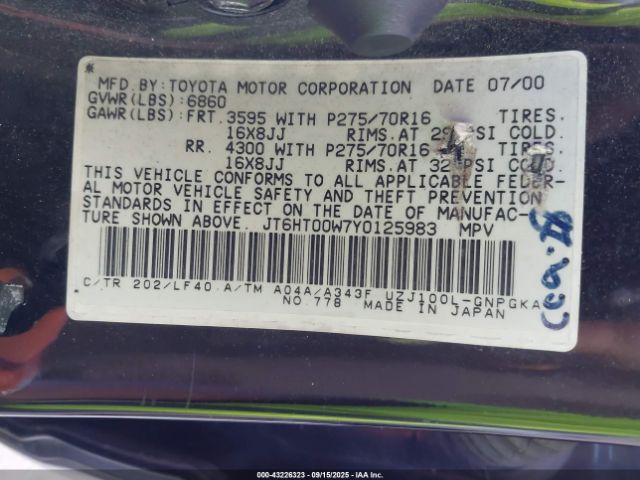 *
MFD.BY:TOYOTA MOTOR CORPORATION DATE 07/00
GVWR(LBS):6860
GAWR(LBS):FRT.3595 WITH P275/70R16 TIRES.
16X8JJ RIMS.AT 29 PSI COLD.
RR. 4300 WITH P275/70R16 TIRES.
16X8JJ RIMS.AT 32 PSI COLD.
THIS VEHICLE CONFORMS TO ALL APPLICABLE FEDER-
AL MOTOR VEHICLE SAFETY AND THEFT PREVENTION
STANDARDS IN EFFECT ON THE DATE OF MANUFAC-
TURE SHOWN ABOVE. JT6HT00W7Y0125983 MPV
C/TR 202/LF40.A/TM A04A/A343F UZJ100L-GNPGKA
NO.778 MADE IN JAPAN
000-43226323 - 09/15/2025 - IAAI, Inc.